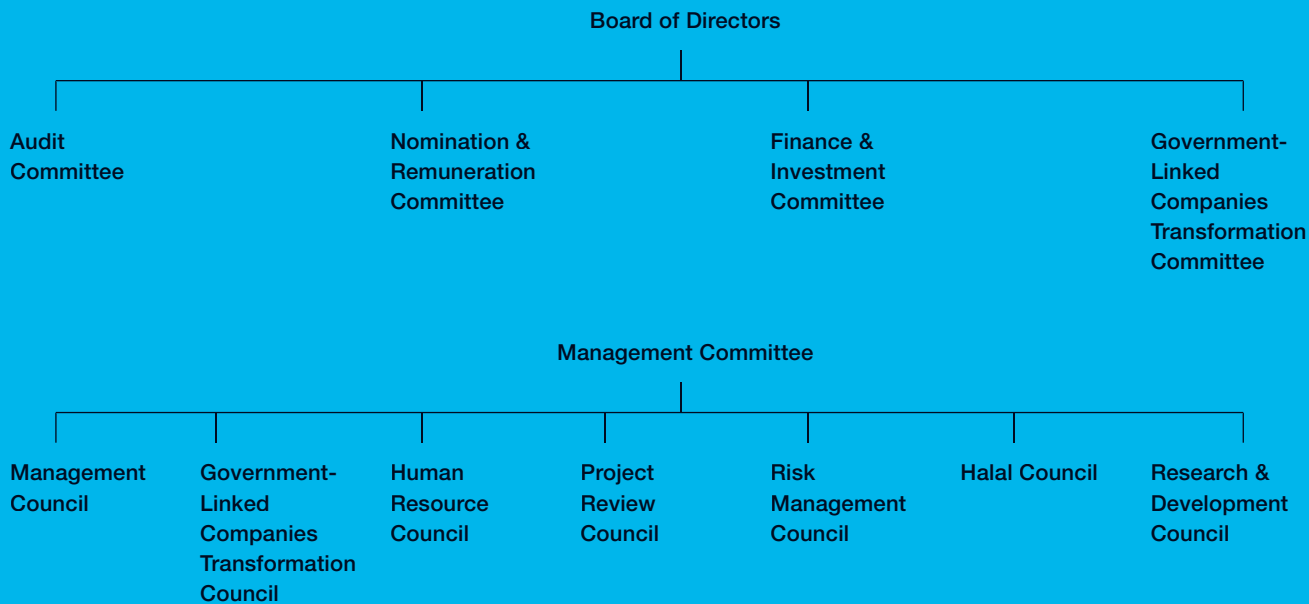 Board of Directors
Audit
Committee
Nomination &
Remuneration
Committee
Finance &
Investment
Committee
Government-
Linked
Companies
Transformation
Committee
Management Committee
Management
Council
Government-
Linked
Companies
Transformation
Council
Human
Resource
Council
Project
Review
Council
Risk
Management
Council
Halal Council
Research &
Development
Council